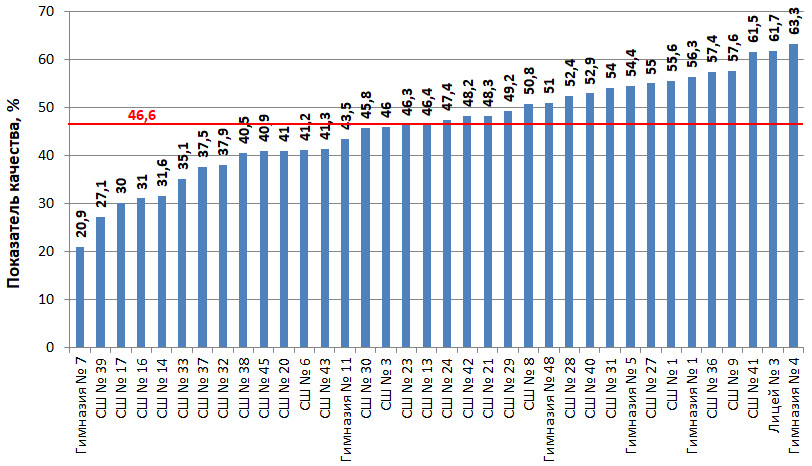 Показатель качества, %
70
60
50
40
30
20
10
0
46,6
20,9
27,1
30
31
31,6
35,1
37,5
37,9
40,5
40,9
41
41,2
41,3
43,5
45,8
46
46,3
46,4
47,4
48,2
48,3
49,2
50,8
51
52,4
52,9
54
54,4
55
55,6
56,3
57,4
57,6
61,5
61,7
63,3
Гимназия № 7
СШ № 39
СШ № 17
СШ № 16
СШ № 14
СШ № 33
СШ № 37
СШ № 32
СШ № 38
СШ № 45
СШ № 20
СШ № 6
СШ № 43
Гимназия № 11
СШ № 30
СШ № 3
СШ № 23
СШ № 13
СШ № 24
СШ № 42
СШ № 21
СШ № 29
СШ № 8
Гимназия № 48
СШ № 28
СШ № 40
СШ № 31
Гимназия № 5
СШ № 27
СШ № 1
Гимназия № 1
СШ № 36
СШ № 9
СШ № 41
Лицей № 3
Гимназия № 4